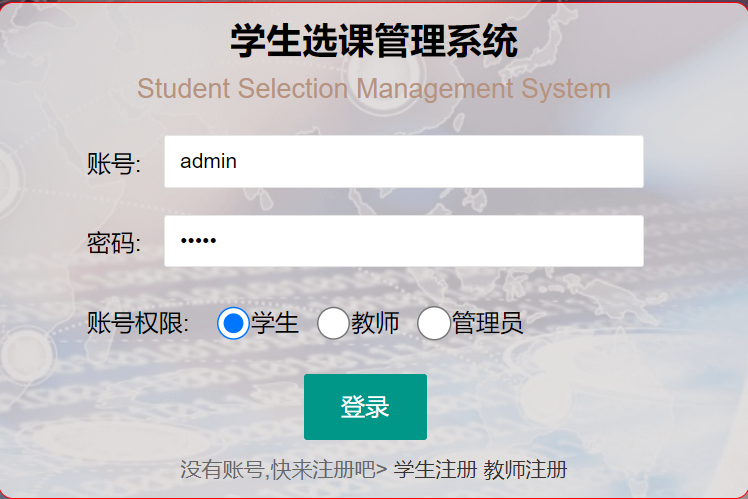 学生选课管理系统
Student Selection Management System
账号: admin
密码: •••••
账号权限: 学生 教师 管理员
登录
没有账号,快来注册吧> 学生注册 教师注册